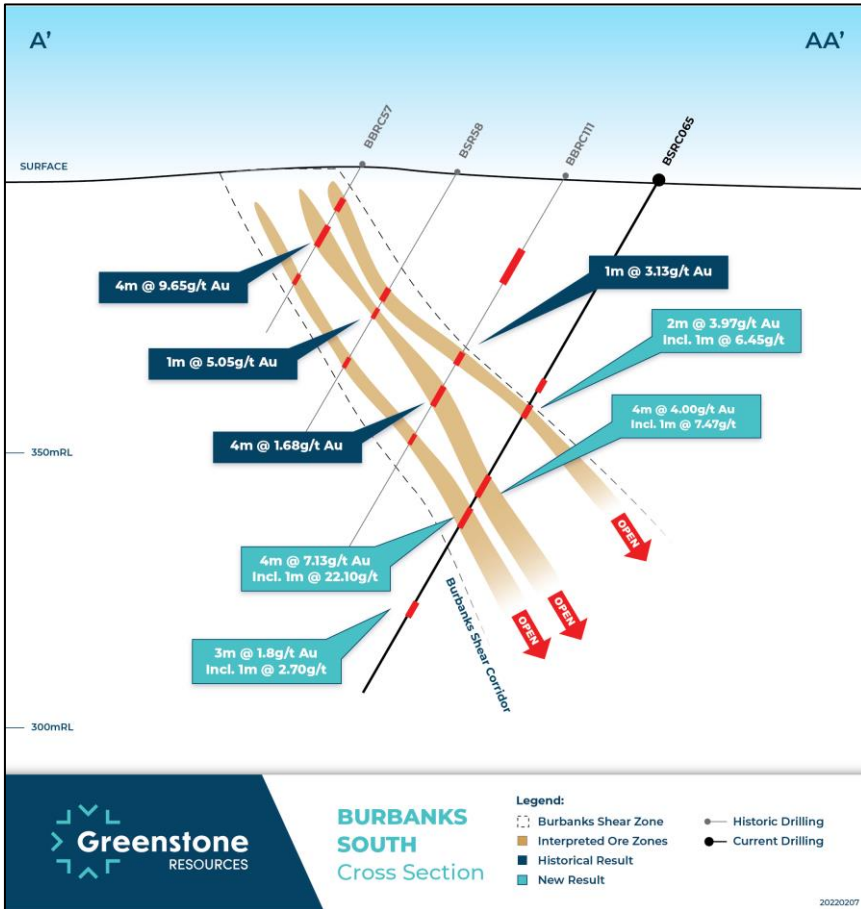 A'
AA'
BBRC57
BSR58
BBRC111
BSRC065
SURFACE
4m @ 9.65g/t Au
1m @ 3.13g/t Au
2m @ 3.97g/t Au
Incl. 1m @ 6.45g/t
1m @ 5.05g/t Au
4m @ 4.00g/t Au
Incl. 1m @ 7.47g/t
4m @ 1.68g/t Au
350mRL
OPEN
4m @ 7.13g/t Au
Incl. 1m @ 22.10g/t
OPEN
OPEN
3m @ 1.8g/t Au
Incl. 1m @ 2.70g/t
Burbanks Shear Corridor
300mRL
Greenstone
RESOURCES
BURBANKS
SOUTH
Cross Section
Legend:
Burbanks Shear Zone
Interpreted Ore Zones
Historical Result
New Result
Historic Drilling
Current Drilling
20220207